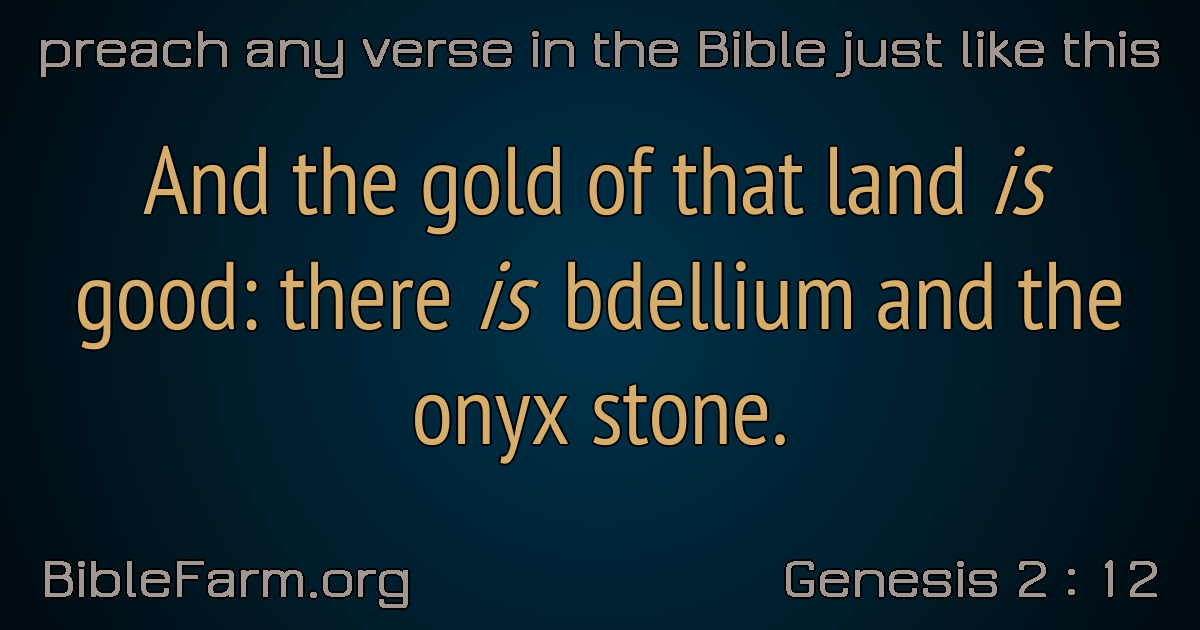 preach any verse in the Bible just like this
And the gold of that land is
good: there is bdellium and the
onyx stone.
BibleFarm.org
Genesis 2 : 12